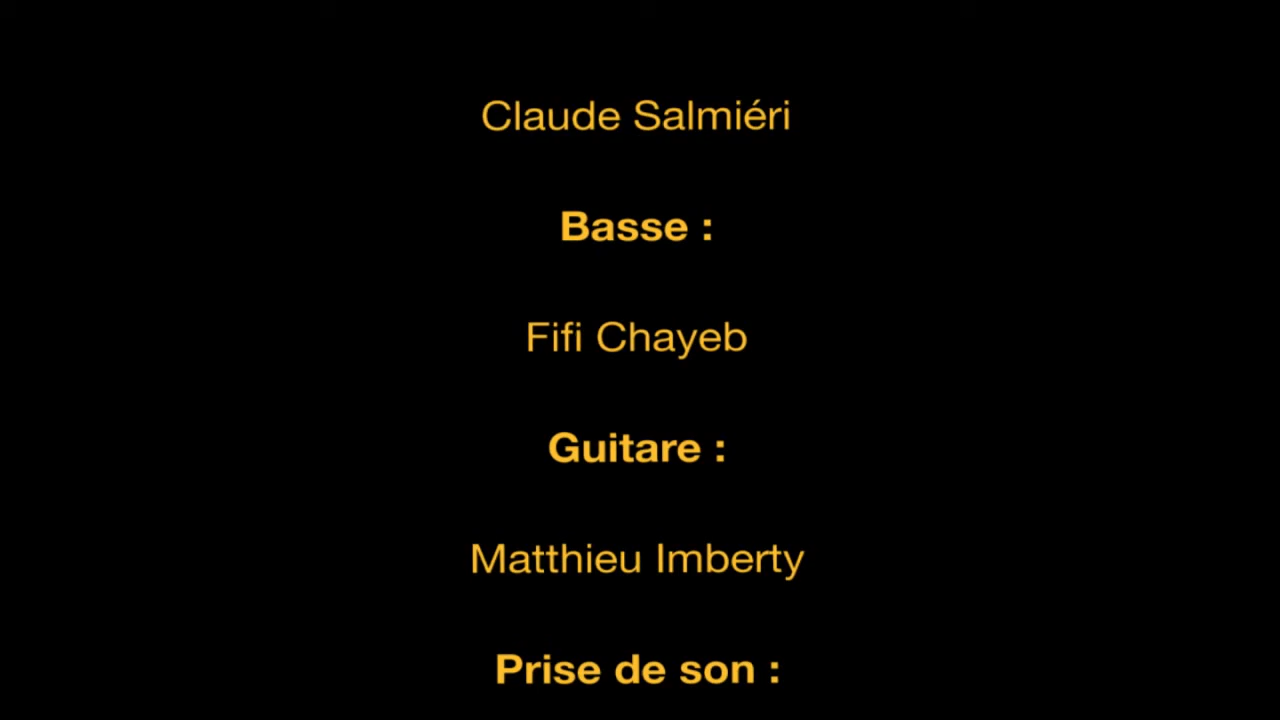 Claude Salmiéri
Basse :
Fifi Chayeb
Guitare :
Matthieu Imberty
Prise de son :